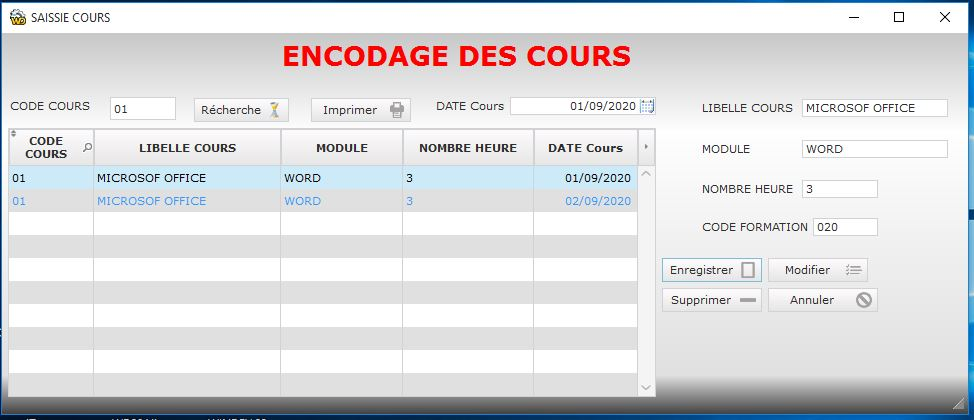 SAISSIE COURS
ENCODAGE DES COURS
CODE COURS 01 Récherche Imprimer DATE Cours 01/09/2020 LIBELLE COURS MICROSOF OFFICE
CODE COURS LIBELLE COURS MODULE NOMBRE HEURE DATE Cours
MODULE WORD
01 MICROSOF OFFICE WORD 3 01/09/2020
01 MICROSOF OFFICE WORD 3 02/09/2020
NOMBRE HEURE 3
CODE FORMATION 020
Enregistrer Modifier
Supprimer Annuler